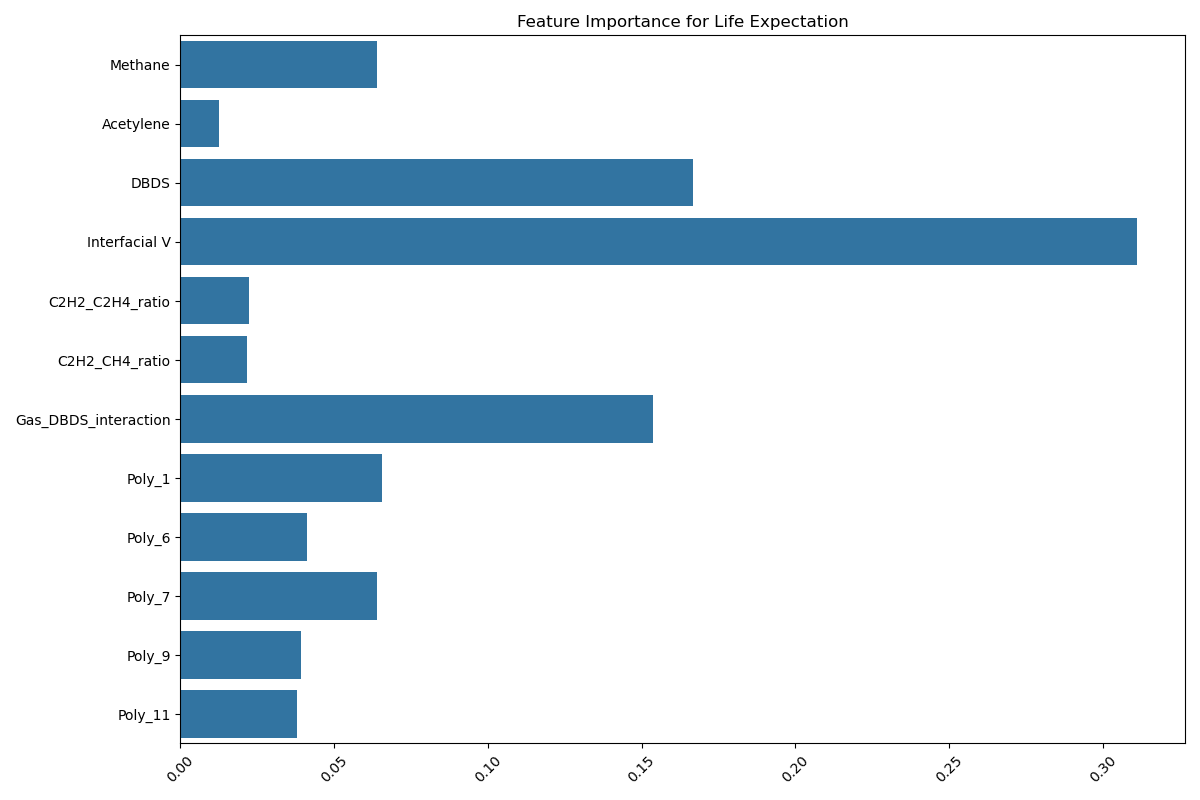 Feature Importance for Life Expectation
Methane
Acetylene
DBDS
Interfacial V
C2H2_C2H4_ratio
C2H2_CH4_ratio
Gas_DBDS_interaction
Poly_1
Poly_6
Poly_7
Poly_9
Poly_11
0.00 0.05 0.10 0.15 0.20 0.25 0.30